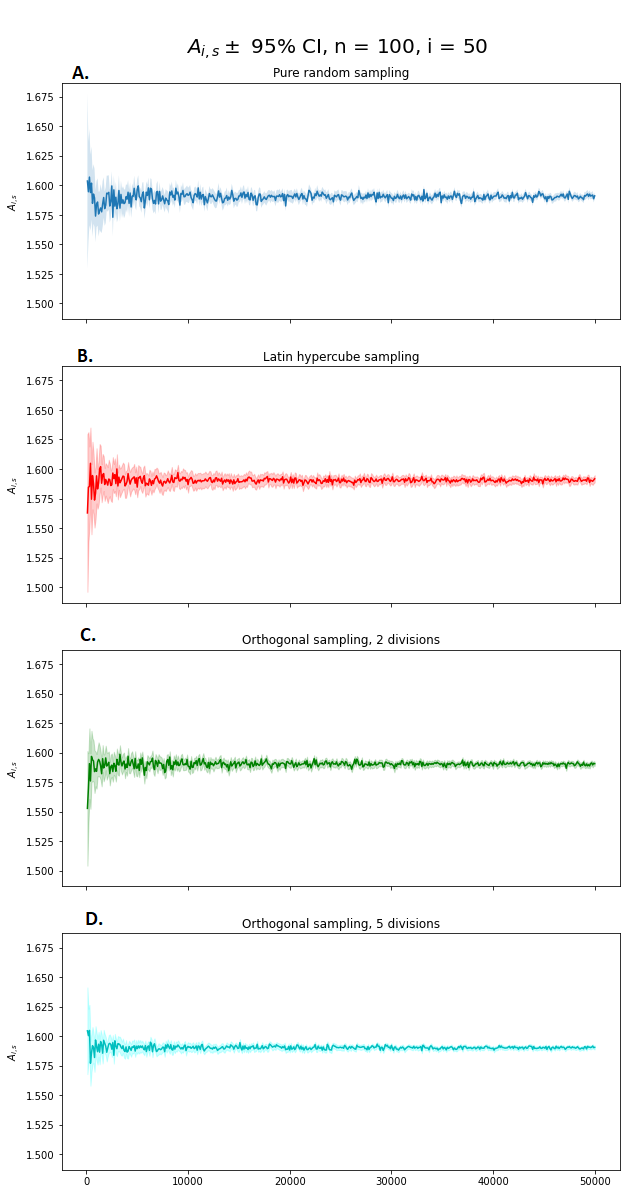 A_{i,s} ± 95% CI, n = 100, i = 50
A.
Pure random sampling
1.675
1.650
1.625
1.600
1.575
1.550
1.525
1.500
A_{i,s}
B.
Latin hypercube sampling
1.675
1.650
1.625
1.600
1.575
1.550
1.525
1.500
A_{i,s}
C.
Orthogonal sampling, 2 divisions
1.675
1.650
1.625
1.600
1.575
1.550
1.525
1.500
A_{i,s}
D.
Orthogonal sampling, 5 divisions
1.675
1.650
1.625
1.600
1.575
1.550
1.525
1.500
A_{i,s}
0 10000 20000 30000 40000 50000